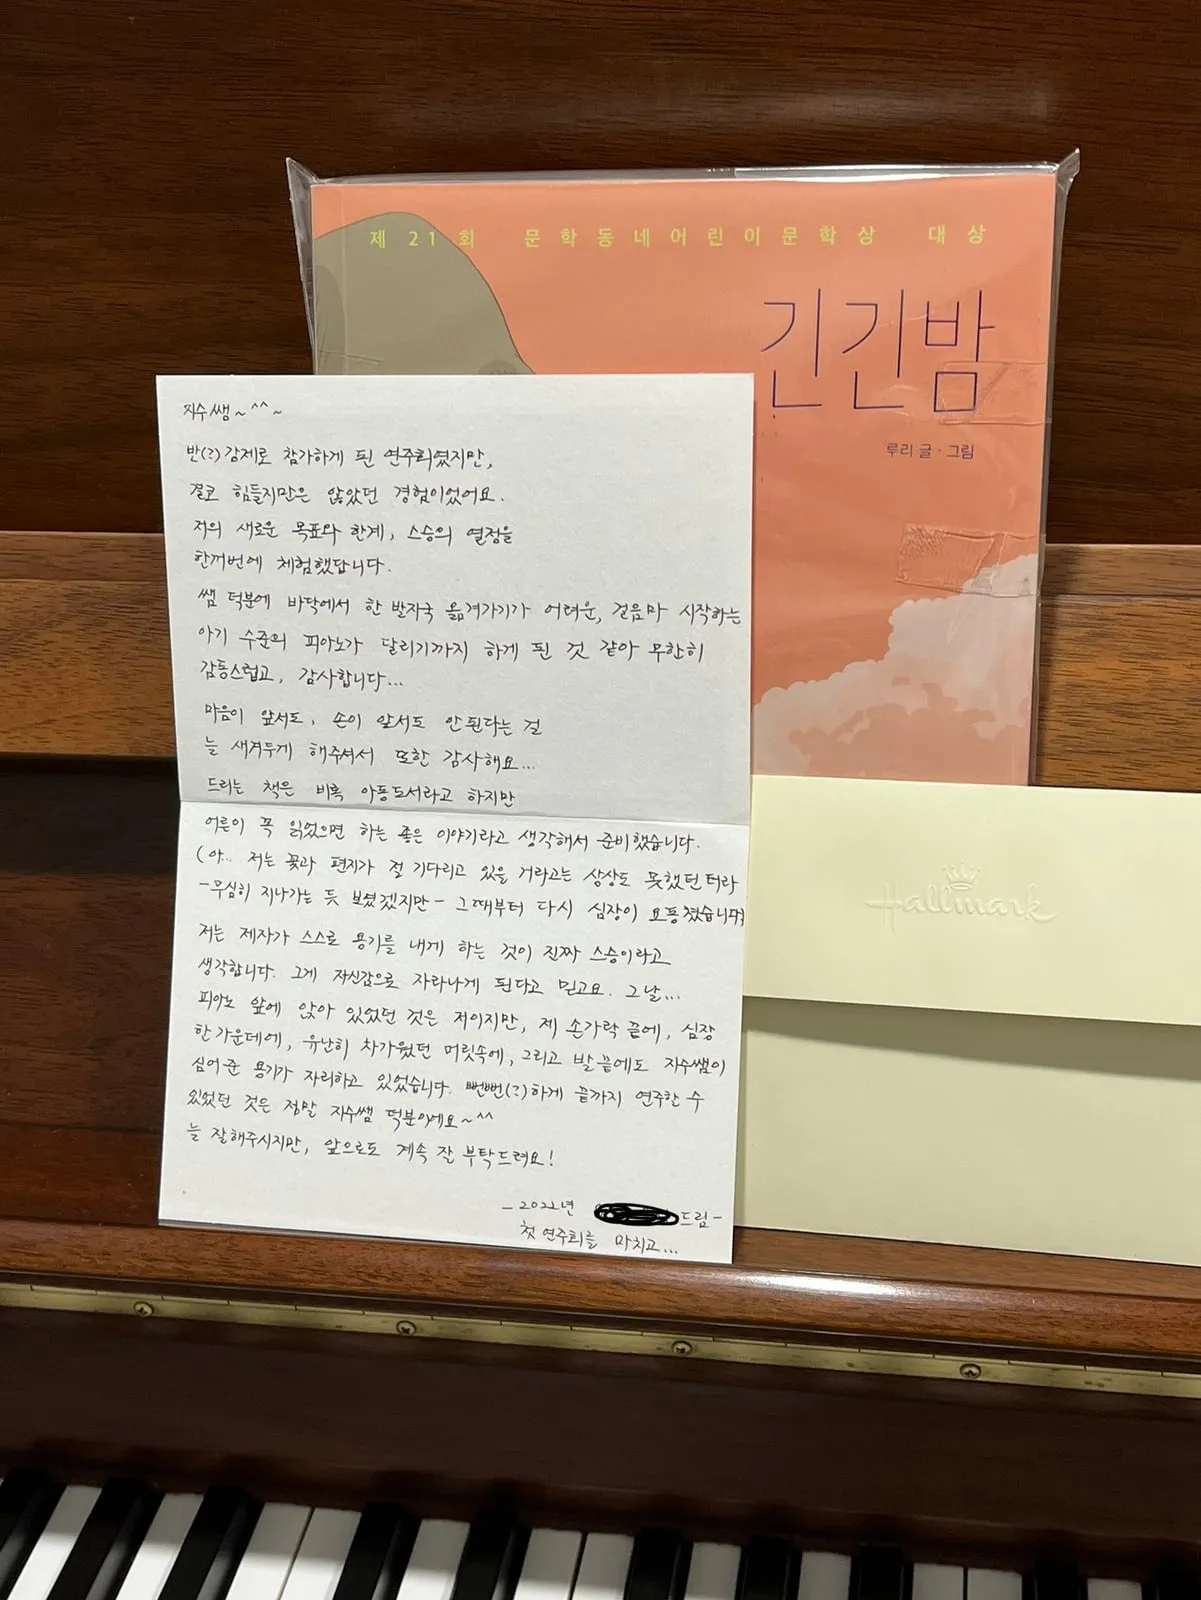 제21회 문학동네어린이문학상 대상
긴긴밤
루리 글·그림
지수쌤~^^~
반(?)강제로 참가하게 된 연주회였지만,
결코 힘들지만은 않았던 경험이었어요.
저의 새로운 목표와 한계, 스승의 열정을
한꺼번에 체험했답니다.
쌤 덕분에 바닥에서 한 발자국 옮겨가기가 어려운, 걸음마 시작하는
아기 수준의 피아노가 달리기까지 하게 된 것 같아 무한히
감동스럽고, 감사합니다...
마음이 앞서도, 손이 앞서도 안된다는 걸
늘 새겨두게 해주셔서 또한 감사해요...
드리는 책은 비록 아동도서라고 하지만
어른이 꼭 읽었으면 하는 좋은 이야기라고 생각해서 준비했습니다.
(아... 저는 꽃과 편지가 절 기다리고 있을 거라고는 상상도 못했던터라
-무심히 지나가는 듯 보였겠지만- 그때부터 다시 심장이 요동쳤습니다)
저는 제자가 스스로 용기를 내게 하는 것이 진짜 스승이라고
생각합니다. 그게 자신감으로 자라나게 된다고 믿고요. 그날...
피아노 앞에 앉아 있었던 것은 저이지만, 제 손가락 끝에, 심장
한가운데에, 유난히 차가웠던 머릿속에, 그리고 발 끝에도 지수쌤이
심어준 용기가 자리하고 있었습니다. 뻔뻔(?)하게 끝까지 연주할 수
있었던 것은 정말 지수쌤 덕분이에요~^^
늘 잘해주시지만, 앞으로도 계속 잘 부탁드려요!
-2022년 드림-
첫 연주회를 마치고...
Hallmark